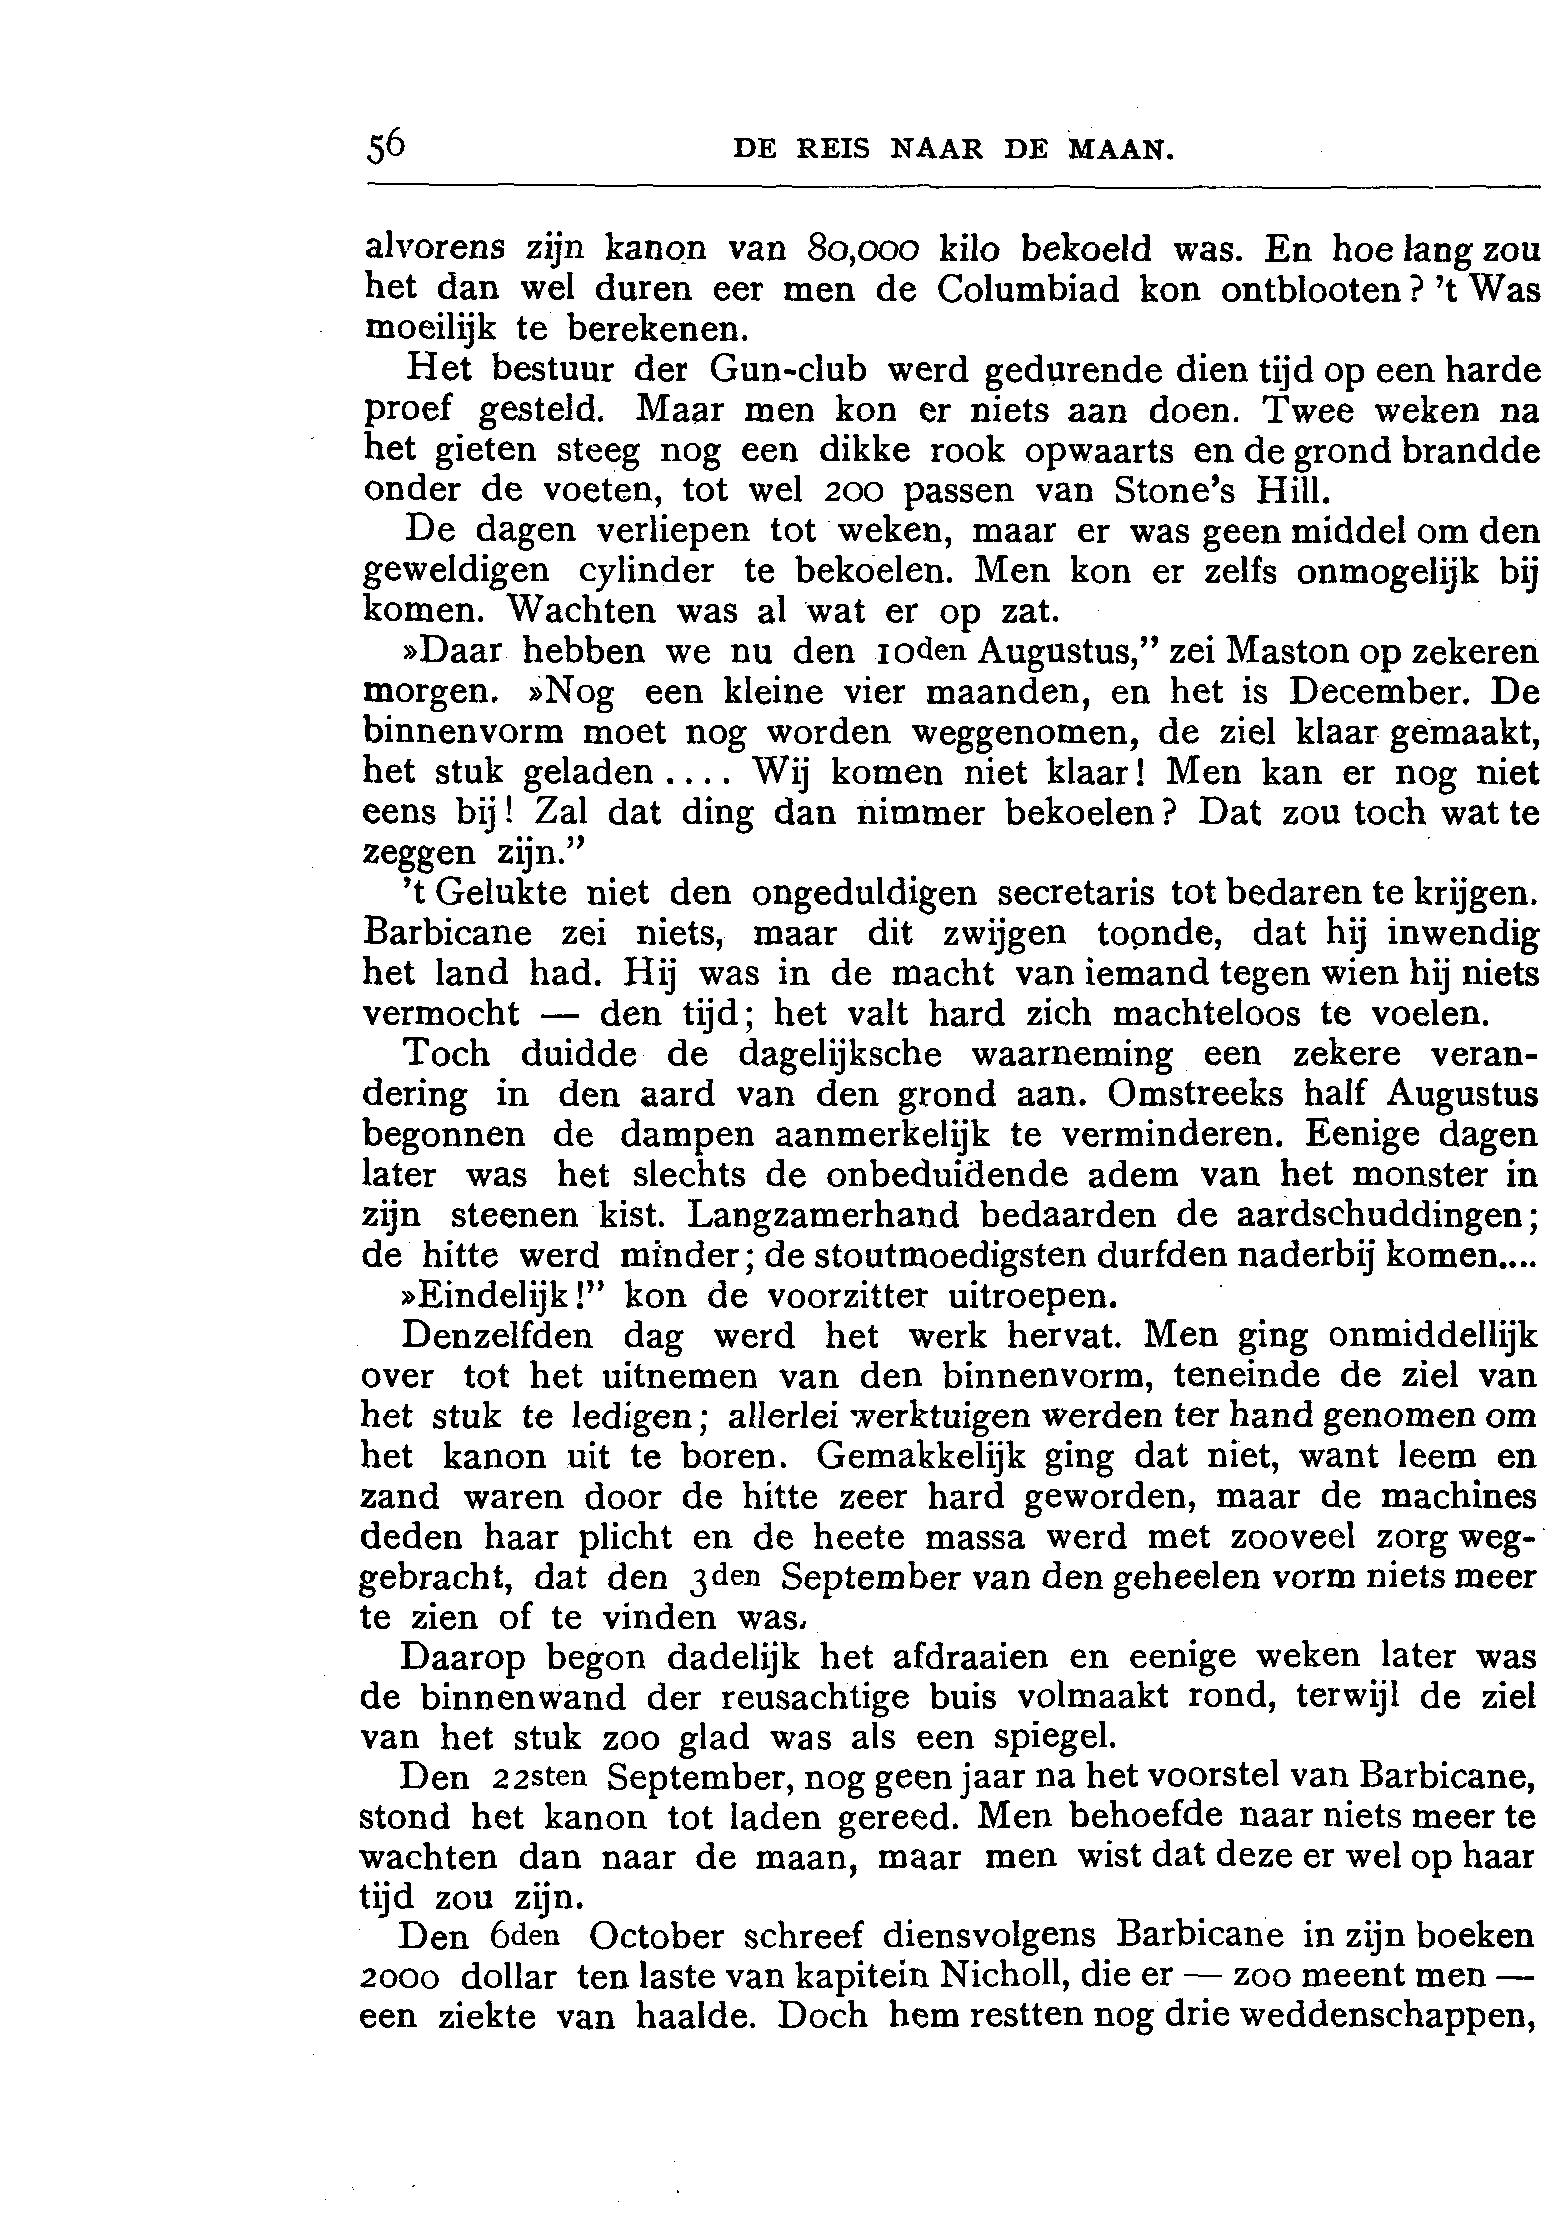 56 DE REIS NAAR DE MAAN.
alvorens zijn kanon van 80,000 kilo bekoeld was. En hoe lang zou
het dan wel duren eer men de Columbiad kon ontblooten? 't Was
moeilijk te berekenen.
Het bestuur der Gun-club werd gedurende dien tijd op een harde
proef gesteld. Maar men kon er niets aan doen. Twee weken na
het gieten steeg nog een dikke rook opwaarts en de grond brandde
onder de voeten, tot wel 200 passen van Stone's Hill.
De dagen verliepen tot weken, maar er was geen middel om den
geweldigen cylinder te bekoelen. Men kon er zelfs onmogelijk bij
komen. Wachten was al wat er op zat.
»Daar hebben we nu den 10den Augustus,” zei Maston op zekeren
morgen. »Nog een kleine vier maanden, en het is December. De
binnenvorm moet nog worden weggenomen, de ziel klaar gemaakt,
het stuk geladen .... Wij komen niet klaar! Men kan er nog niet
eens bij! Zal dat ding dan nimmer bekoelen? Dat zou toch wat te
zeggen zijn.”
't Gelukte niet den ongeduldigen secretaris tot bedaren te krijgen.
Barbicane zei niets, maar dit zwijgen toonde, dat hij inwendig
het land had. Hij was in de macht van iemand tegen wien hij niets
vermocht — den tijd; het valt hard zich machteloos te voelen.
Toch duidde de dagelijksche waarneming een zekere veran-
dering in den aard van den grond aan. Omstreeks half Augustus
begonnen de dampen aanmerkelijk te verminderen. Eenige dagen
later was het slechts de onbeduidende adem van het monster in
zijn steenen kist. Langzamerhand bedaarden de aardschuddingen;
de hitte werd minder; de stoutmoedigsten durfden naderbij komen....
»Eindelijk!” kon de voorzitter uitroepen.
Denzelfden dag werd het werk hervat. Men ging onmiddellijk
over tot het uitnemen van den binnenvorm, teneinde de ziel van
het stuk te ledigen; allerlei werktuigen werden ter hand genomen om
het kanon uit te boren. Gemakkelijk ging dat niet, want leem en
zand waren door de hitte zeer hard geworden, maar de machines
deden haar plicht en de heete massa werd met zooveel zorg weg-
gebracht, dat den 3den September van den geheelen vorm niets meer
te zien of te vinden was.
Daarop begon dadelijk het afdraaien en eenige weken later was
de binnenwand der reusachtige buis volmaakt rond, terwijl de ziel
van het stuk zoo glad was als een spiegel.
Den 22sten September, nog geen jaar na het voorstel van Barbicane,
stond het kanon tot laden gereed. Men behoefde naar niets meer te
wachten dan naar de maan, maar men wist dat deze er wel op haar
tijd zou zijn.
Den 6den October schreef diensvolgens Barbicane in zijn boeken
2000 dollar ten laste van kapitein Nicholl, die er — zoo meent men —
een ziekte van haalde. Doch hem restten nog drie weddenschappen,